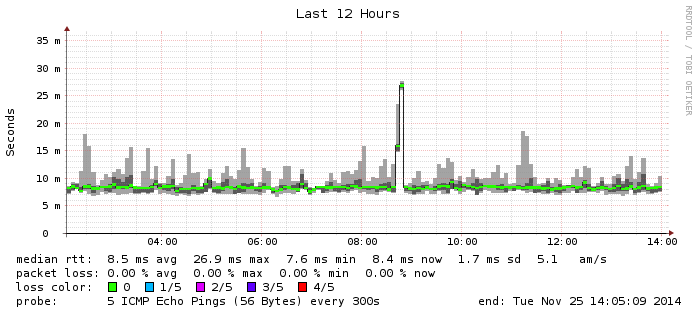 Last 12 Hours
RRDTOOL / TOBI OETIKER
Seconds
35 m
30 m
25 m
20 m
15 m
10 m
5 m
0
04:00 06:00 08:00 10:00 12:00 14:00
median rtt: 8.5 ms avg 26.9 ms max 7.6 ms min 8.4 ms now 1.7 ms sd 5.1 am/s
packet loss: 0.00 % avg 0.00 % max 0.00 % min 0.00 % now
loss color: 0 1/5 2/5 3/5 4/5
probe: 5 ICMP Echo Pings (56 Bytes) every 300s end: Tue Nov 25 14:05:09 2014